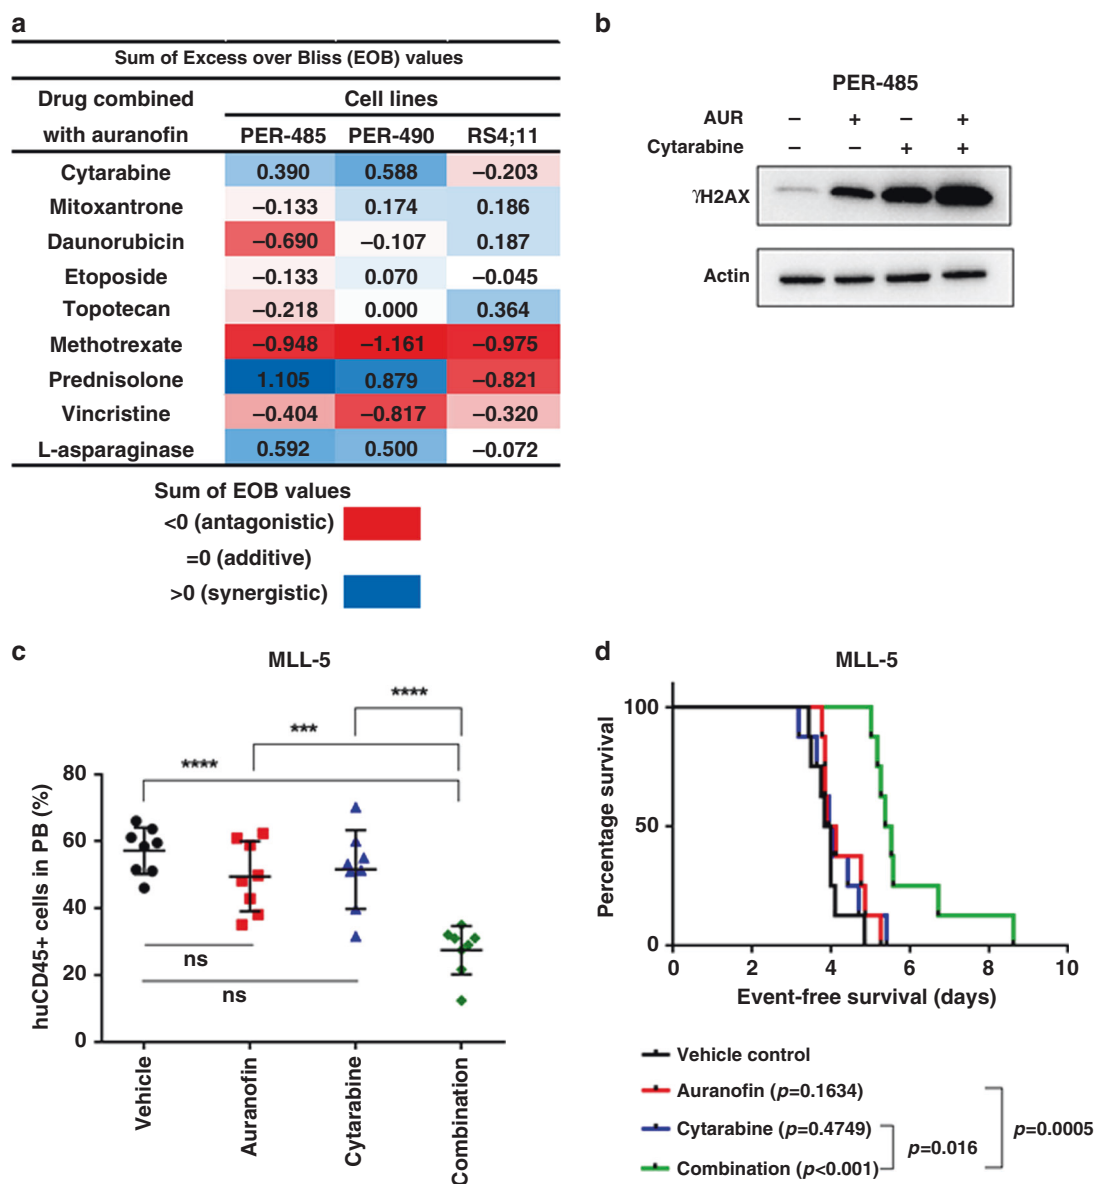 a
Sum of Excess over Bliss (EOB) values
Drug combined with auranofin
Cell lines
PER-485 PER-490 RS4;11
Cytarabine 0.390 0.588 −0.203
Mitoxantrone −0.133 0.174 0.186
Daunorubicin −0.690 −0.107 0.187
Etoposide −0.133 0.070 −0.045
Topotecan −0.218 0.000 0.364
Methotrexate −0.948 −1.161 −0.975
Prednisolone 1.105 0.879 −0.821
Vincristine −0.404 −0.817 −0.320
L-asparaginase 0.592 0.500 −0.072
Sum of EOB values
<0 (antagonistic)
=0 (additive)
>0 (synergistic)
b
PER-485
AUR − + − +
Cytarabine − − + +
γH2AX
Actin
c
MLL-5
****
***
****
huCD45+ cells in PB (%)
80
60
40
20
0
ns
ns
Vehicle
Auranofin
Cytarabine
Combination
d
MLL-5
Percentage survival
100
50
0
0 2 4 6 8 10
Event-free survival (days)
Vehicle control
Auranofin (p=0.1634)
Cytarabine (p=0.4749)
Combination (p<0.001)
p=0.016
p=0.0005